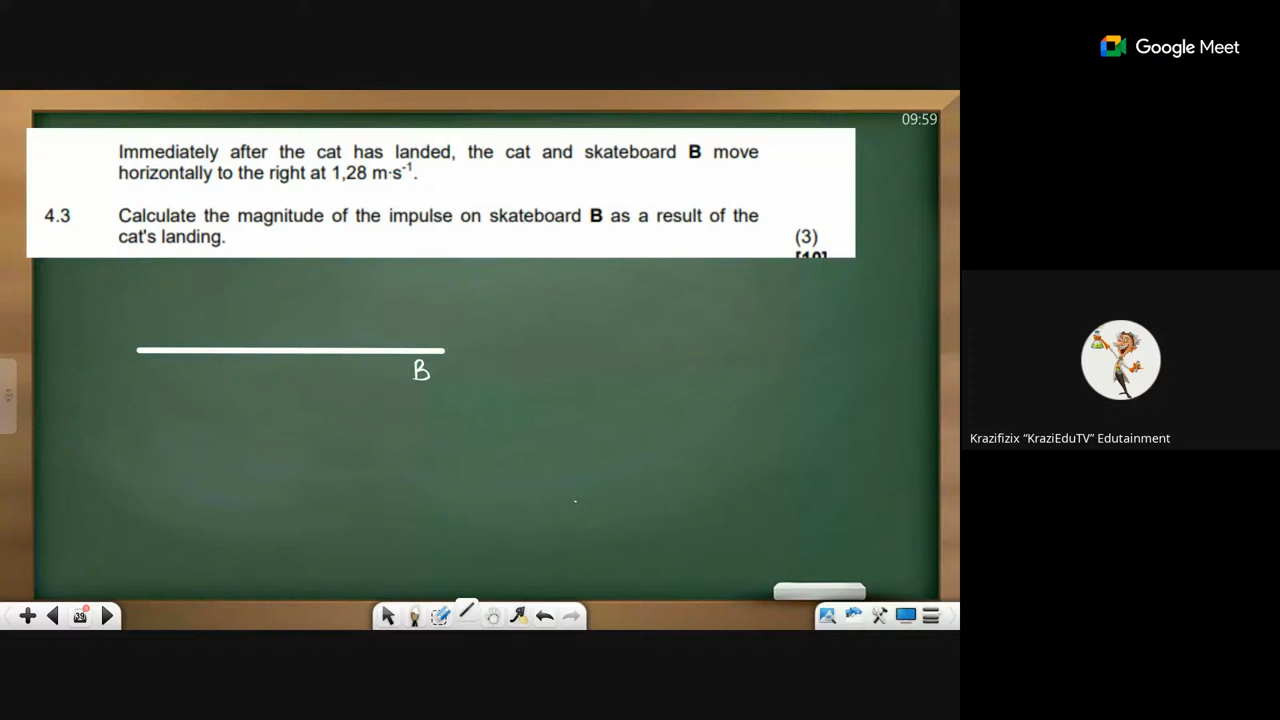 Google Meet
09:59
Immediately after the cat has landed, the cat and skateboard B move
horizontally to the right at 1,28 m·s⁻¹.
4.3 Calculate the magnitude of the impulse on skateboard B as a result of the
cat's landing. (3)
[10]
B
39
Krazifizix “KraziEduTV” Edutainment